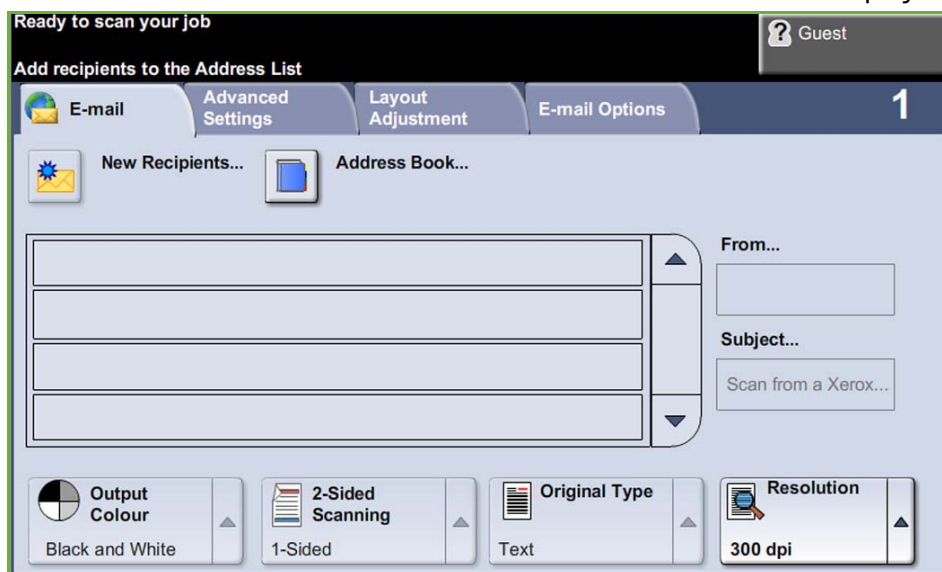 Ready to scan your job
Guest
Add recipients to the Address List
E-mail
Advanced
Settings
Layout
Adjustment
E-mail Options
1
New Recipients...
Address Book...
From...
Subject...
Scan from a Xerox...
Output
Colour
Black and White
2-Sided
Scanning
1-Sided
Original Type
Text
Resolution
300 dpi